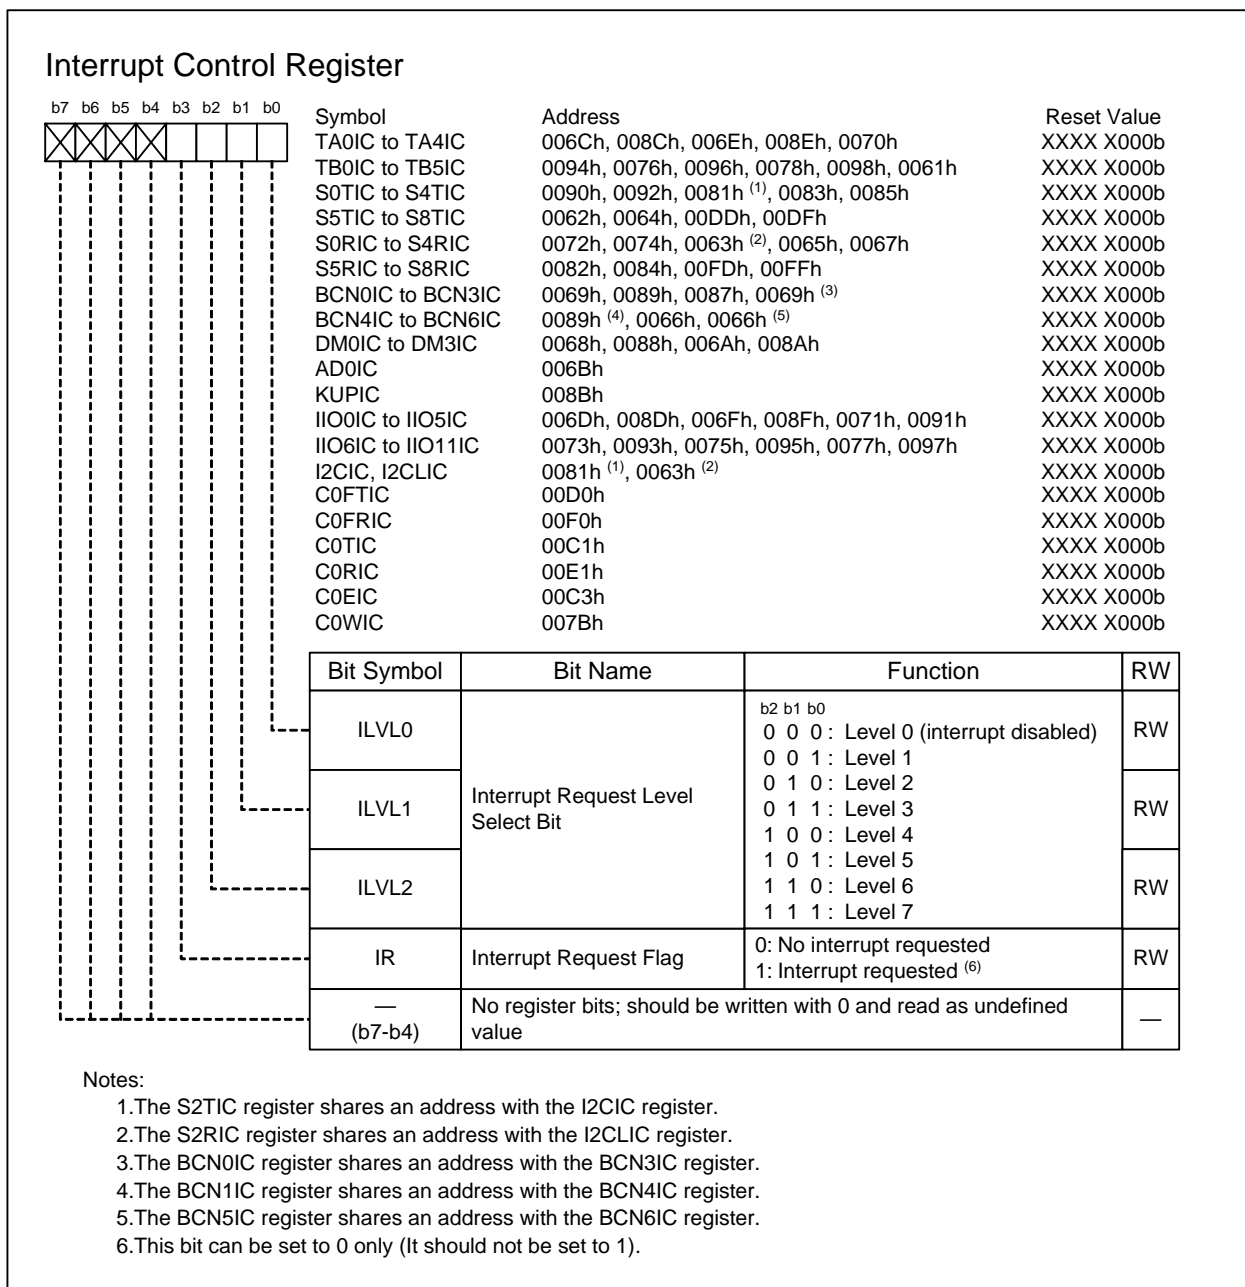 Interrupt Control Register
b7 b6 b5 b4 b3 b2 b1 b0
Symbol Address Reset Value
TA0IC to TA4IC 006Ch, 008Ch, 006Eh, 008Eh, 0070h XXXX X000b
TB0IC to TB5IC 0094h, 0076h, 0096h, 0078h, 0098h, 0061h XXXX X000b
S0TIC to S4TIC 0090h, 0092h, 0081h (1), 0083h, 0085h XXXX X000b
S5TIC to S8TIC 0062h, 0064h, 00DDh, 00DFh XXXX X000b
S0RIC to S4RIC 0072h, 0074h, 0063h (2), 0065h, 0067h XXXX X000b
S5RIC to S8RIC 0082h, 0084h, 00FDh, 00FFh XXXX X000b
BCN0IC to BCN3IC 0069h, 0089h, 0087h, 0069h (3) XXXX X000b
BCN4IC to BCN6IC 0089h (4), 0066h, 0066h (5) XXXX X000b
DM0IC to DM3IC 0068h, 0088h, 006Ah, 008Ah XXXX X000b
AD0IC 006Bh XXXX X000b
KUPIC 008Bh XXXX X000b
IIO0IC to IIO5IC 006Dh, 008Dh, 006Fh, 008Fh, 0071h, 0091h XXXX X000b
IIO6IC to IIO11IC 0073h, 0093h, 0075h, 0095h, 0077h, 0097h XXXX X000b
I2CIC, I2CLIC 0081h (1), 0063h (2) XXXX X000b
C0FTIC 00D0h XXXX X000b
C0FRIC 00F0h XXXX X000b
C0TIC 00C1h XXXX X000b
C0RIC 00E1h XXXX X000b
C0EIC 00C3h XXXX X000b
C0WIC 007Bh XXXX X000b
Bit Symbol Bit Name Function RW
b2 b1 b0
ILVL0 0 0 0 : Level 0 (interrupt disabled) RW
0 0 1 : Level 1
0 1 0 : Level 2
ILVL1 Interrupt Request Level Select Bit 0 1 1 : Level 3 RW
1 0 0 : Level 4
1 0 1 : Level 5
ILVL2 1 1 0 : Level 6 RW
1 1 1 : Level 7
IR Interrupt Request Flag 0: No interrupt requested RW
1: Interrupt requested (6)
— No register bits; should be written with 0 and read as undefined —
(b7-b4) value
Notes:
1.The S2TIC register shares an address with the I2CIC register.
2.The S2RIC register shares an address with the I2CLIC register.
3.The BCN0IC register shares an address with the BCN3IC register.
4.The BCN1IC register shares an address with the BCN4IC register.
5.The BCN5IC register shares an address with the BCN6IC register.
6.This bit can be set to 0 only (It should not be set to 1).